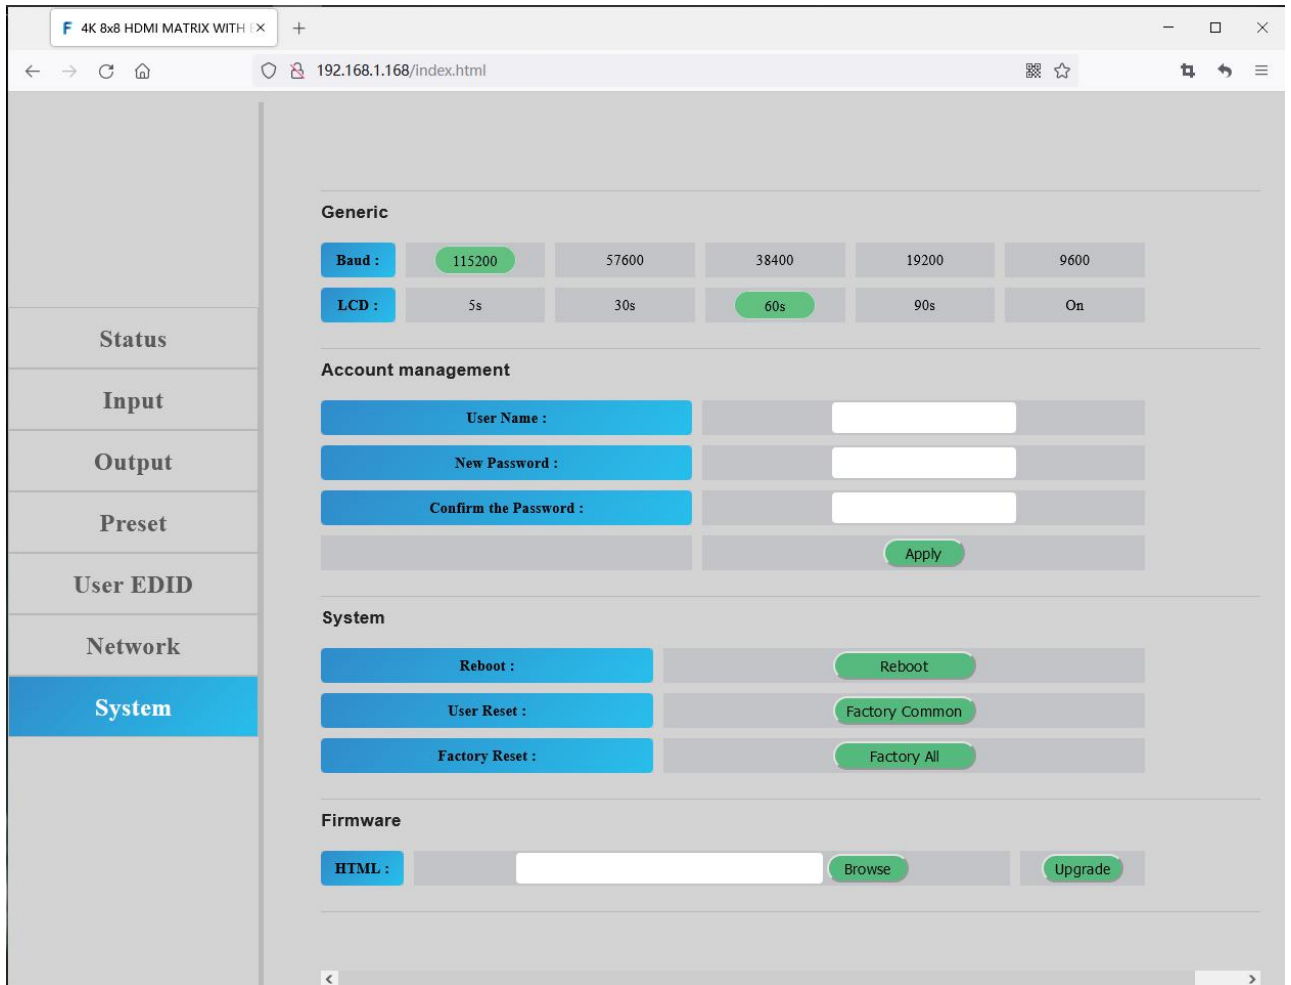 4K 8x8 HDMI MATRIX WITH
192.168.1.168/index.html
Status
Input
Output
Preset
User EDID
Network
System
Generic
Baud : 115200 57600 38400 19200 9600
LCD : 5s 30s 60s 90s On
Account management
User Name :
New Password :
Confirm the Password :
Apply
System
Reboot : Reboot
User Reset : Factory Common
Factory Reset : Factory All
Firmware
HTML : Browse Upgrade